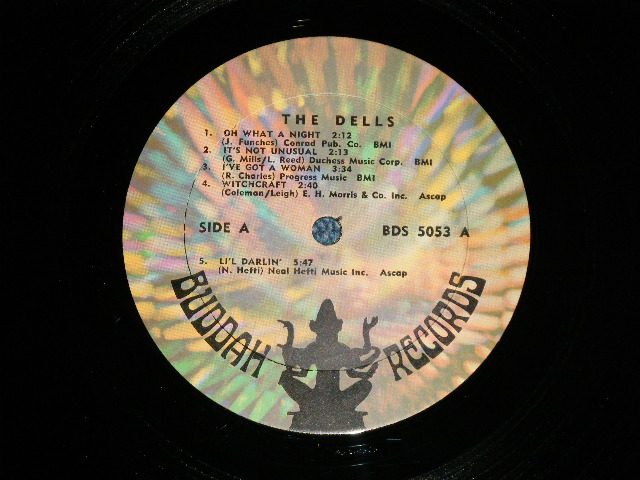 THE DELLS
1. OH WHAT A NIGHT 2:12
(J. Funches) Conrad Pub. Co. BMI
2. IT'S NOT UNUSUAL 2:13
(G. Mills/L. Reed) Duchess Music Corp. BMI
3. I'VE GOT A WOMAN 3:34
(R. Charles) Progress Music BMI
4. WITCHCRAFT 2:40
(Coleman/Leigh) E. H. Morris & Co. Inc. Ascap
SIDE A BDS 5053 A
5. LI'L DARLIN' 5:47
(N. Hefti) Neal Hefti Music Inc. Ascap
BUDDAH RECORDS